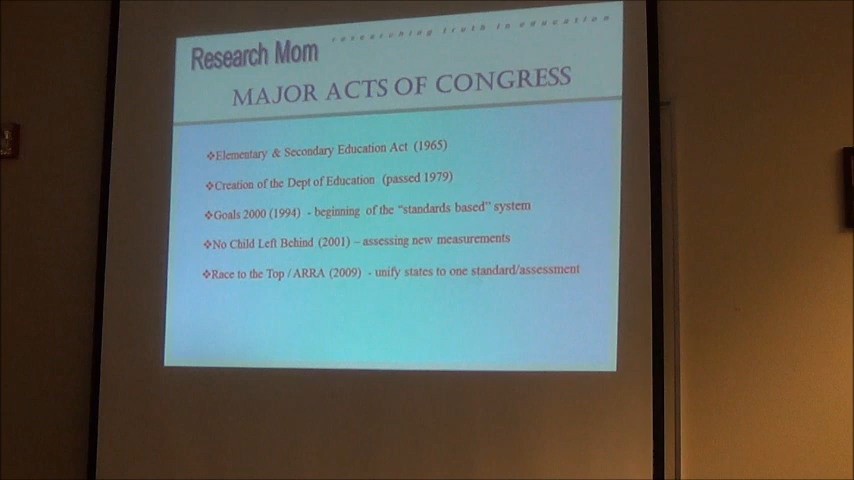 researching truth in education
Research Mom
MAJOR ACTS OF CONGRESS
❖Elementary & Secondary Education Act (1965)
❖Creation of the Dept of Education (passed 1979)
❖Goals 2000 (1994) - beginning of the "standards based" system
❖No Child Left Behind (2001) – assessing new measurements
❖Race to the Top / ARRA (2009) - unify states to one standard/assessment